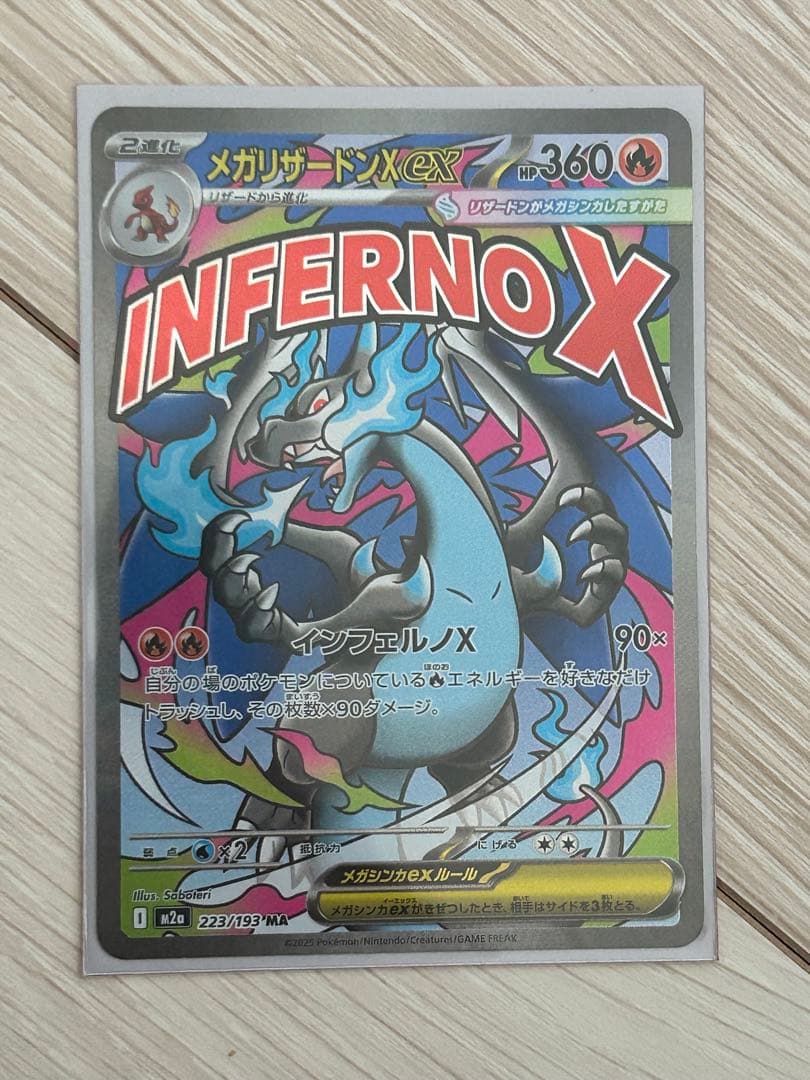 2進化
メガリザードンXex
HP360
リザードから進化
リザードンがメガシンカしたすがた
INFERNO X
インフェルノX 90×
自分の場のポケモンについているエネルギーを好きなだけ
トラッシュし、その枚数×90ダメージ。
弱点 ×2 抵抗力 にげる
メガシンカexルール
メガシンカexがきぜつしたとき、相手はサイドを3枚とる。
Illus. Saboteri
I M2a 223/193 MA
©2025 Pokémon/Nintendo/Creatures/GAME FREAK